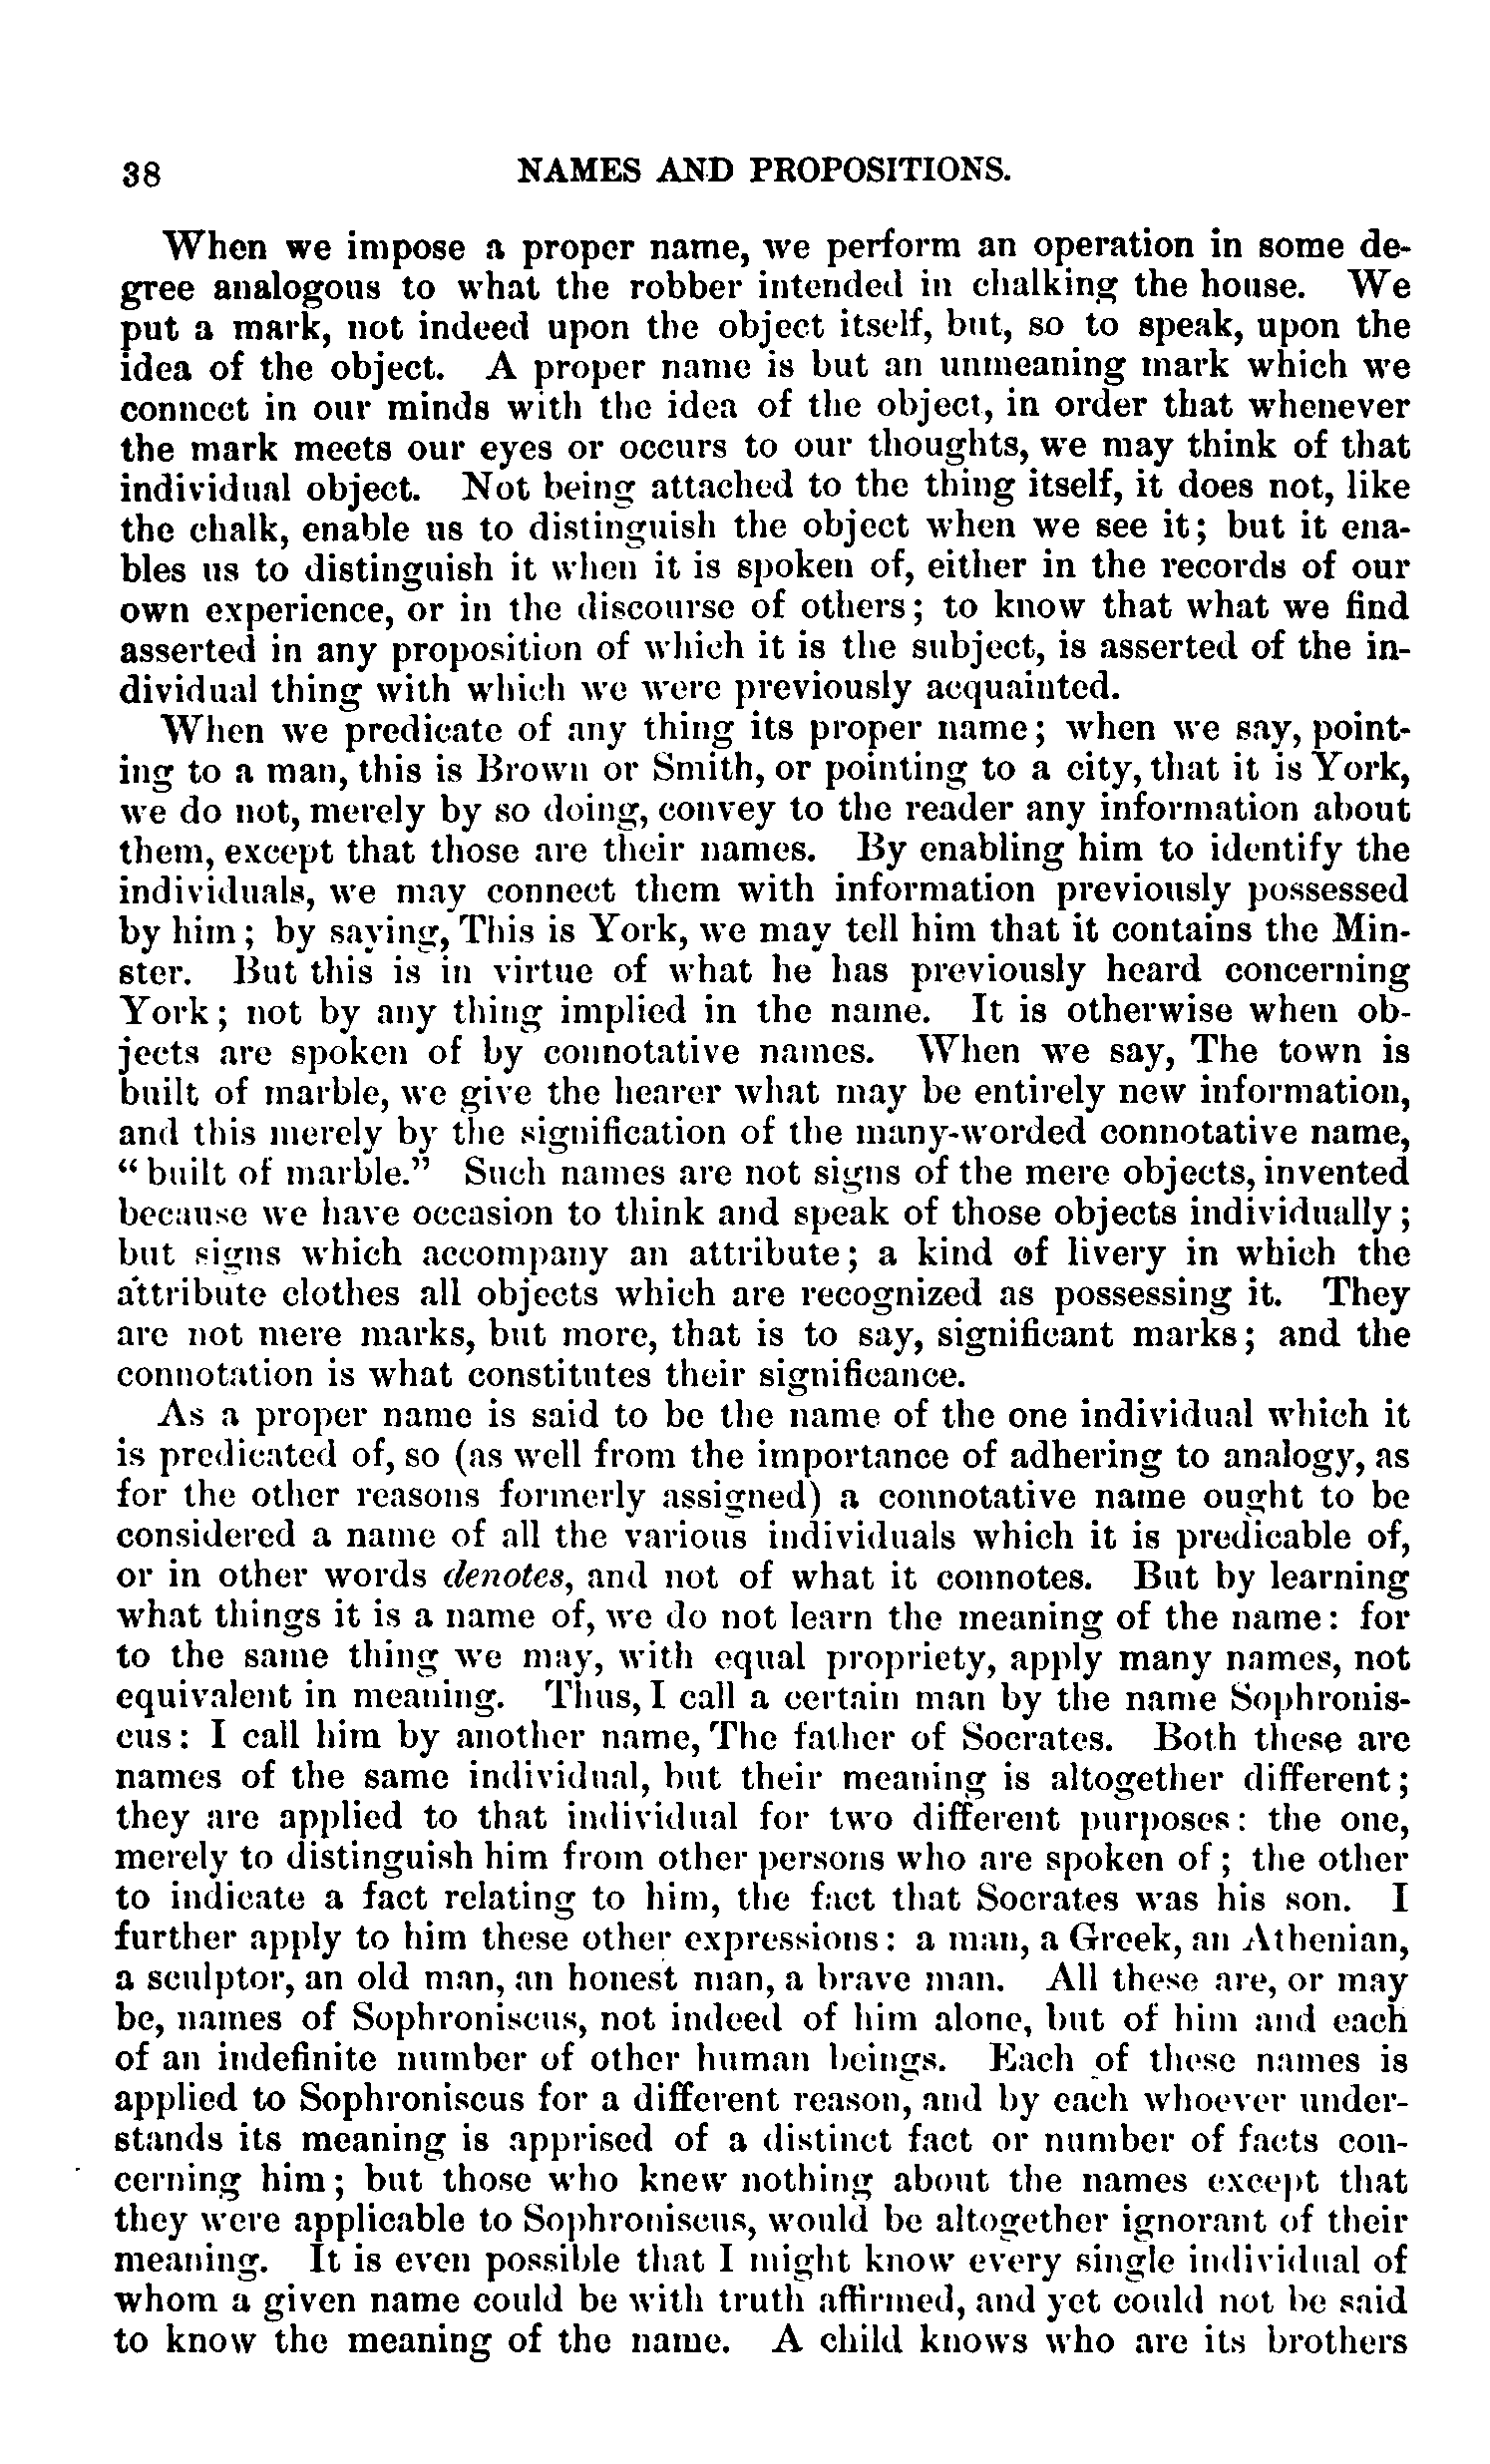 38 NAMES AND PROPOSITIONS.
When we impose a proper name, we perform an operation in some de-
gree analogous to what the robber intended in chalking the house. We
put a mark, not indeed upon the object itself, but, so to speak, upon the
idea of the object. A proper name is but an unmeaning mark which we
connect in our minds with the idea of the object, in order that whenever
the mark meets our eyes or occurs to our thoughts, we may think of that
individual object. Not being attached to the thing itself, it does not, like
the chalk, enable us to distinguish the object when we see it; but it ena-
bles us to distinguish it when it is spoken of, either in the records of our
own experience, or in the discourse of others; to know that what we find
asserted in any proposition of which it is the subject, is asserted of the in-
dividual thing with which we were previously acquainted.
When we predicate of any thing its proper name; when we say, point-
ing to a man, this is Brown or Smith, or pointing to a city, that it is York,
we do not, merely by so doing, convey to the reader any information about
them, except that those are their names. By enabling him to identify the
individuals, we may connect them with information previously possessed
by him; by saying, This is York, we may tell him that it contains the Min-
ster. But this is in virtue of what he has previously heard concerning
York; not by any thing implied in the name. It is otherwise when ob-
jects are spoken of by connotative names. When we say, The town is
built of marble, we give the hearer what may be entirely new information,
and this merely by the signification of the many-worded connotative name,
“built of marble.” Such names are not signs of the mere objects, invented
because we have occasion to think and speak of those objects individually;
but signs which accompany an attribute; a kind of livery in which the
attribute clothes all objects which are recognized as possessing it. They
are not mere marks, but more, that is to say, significant marks; and the
connotation is what constitutes their significance.
As a proper name is said to be the name of the one individual which it
is predicated of, so (as well from the importance of adhering to analogy, as
for the other reasons formerly assigned) a connotative name ought to be
considered a name of all the various individuals which it is predicable of,
or in other words denotes, and not of what it connotes. But by learning
what things it is a name of, we do not learn the meaning of the name: for
to the same thing we may, with equal propriety, apply many names, not
equivalent in meaning. Thus, I call a certain man by the name Sophronis-
cus: I call him by another name, The father of Socrates. Both these are
names of the same individual, but their meaning is altogether different;
they are applied to that individual for two different purposes: the one,
merely to distinguish him from other persons who are spoken of; the other
to indicate a fact relating to him, the fact that Socrates was his son. I
further apply to him these other expressions: a man, a Greek, an Athenian,
a sculptor, an old man, an honest man, a brave man. All these are, or may
be, names of Sophroniscus, not indeed of him alone, but of him and each
of an indefinite number of other human beings. Each of these names is
applied to Sophroniscus for a different reason, and by each whoever under-
stands its meaning is apprised of a distinct fact or number of facts con-
cerning him; but those who knew nothing about the names except that
they were applicable to Sophroniscus, would be altogether ignorant of their
meaning. It is even possible that I might know every single individual of
whom a given name could be with truth affirmed, and yet could not be said
to know the meaning of the name. A child knows who are its brothers